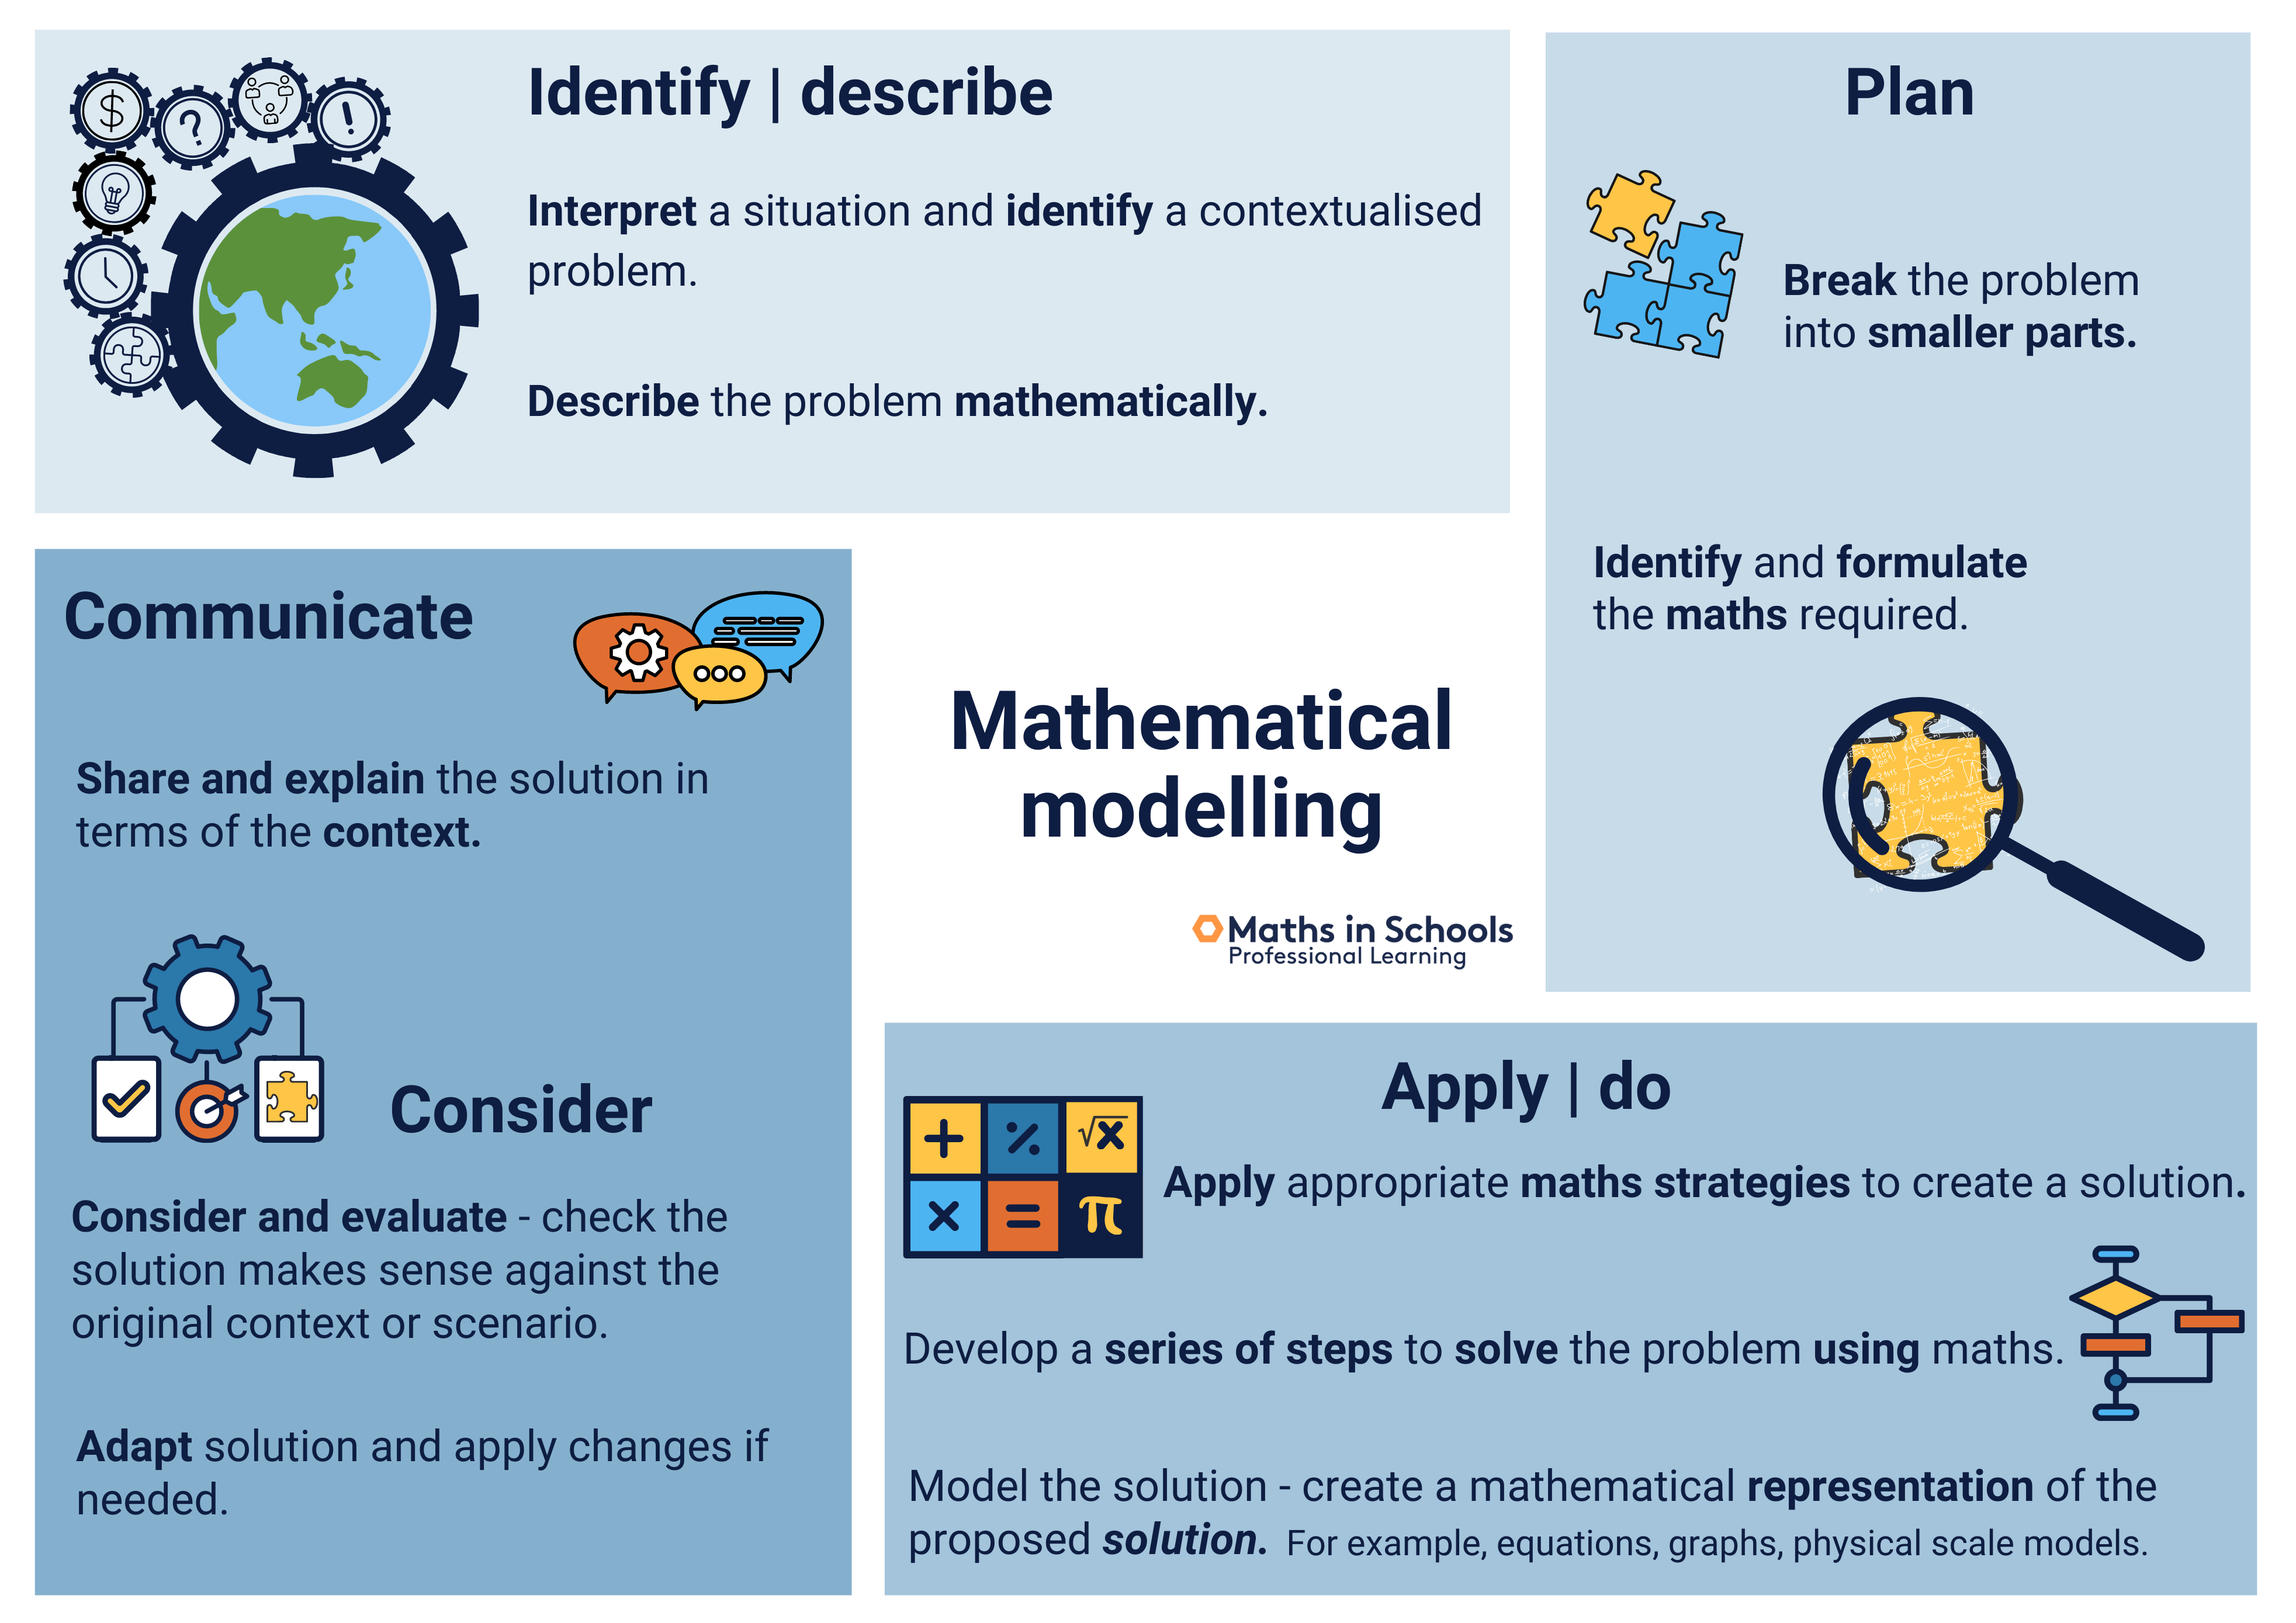 Identify | describe
Interpret a situation and identify a contextualised
problem.
Describe the problem mathematically.
Plan
Break the problem
into smaller parts.
Identify and formulate
the maths required.
Mathematical
modelling
Maths in Schools
Professional Learning
Apply | do
Apply appropriate maths strategies to create a solution.
Develop a series of steps to solve the problem using maths.
Model the solution - create a mathematical representation of the
proposed solution. For example, equations, graphs, physical scale models.
Communicate
Share and explain the solution in
terms of the context.
Consider
Consider and evaluate - check the
solution makes sense against the
original context or scenario.
Adapt solution and apply changes if
needed.
$
?
!
+ % √x
× = π